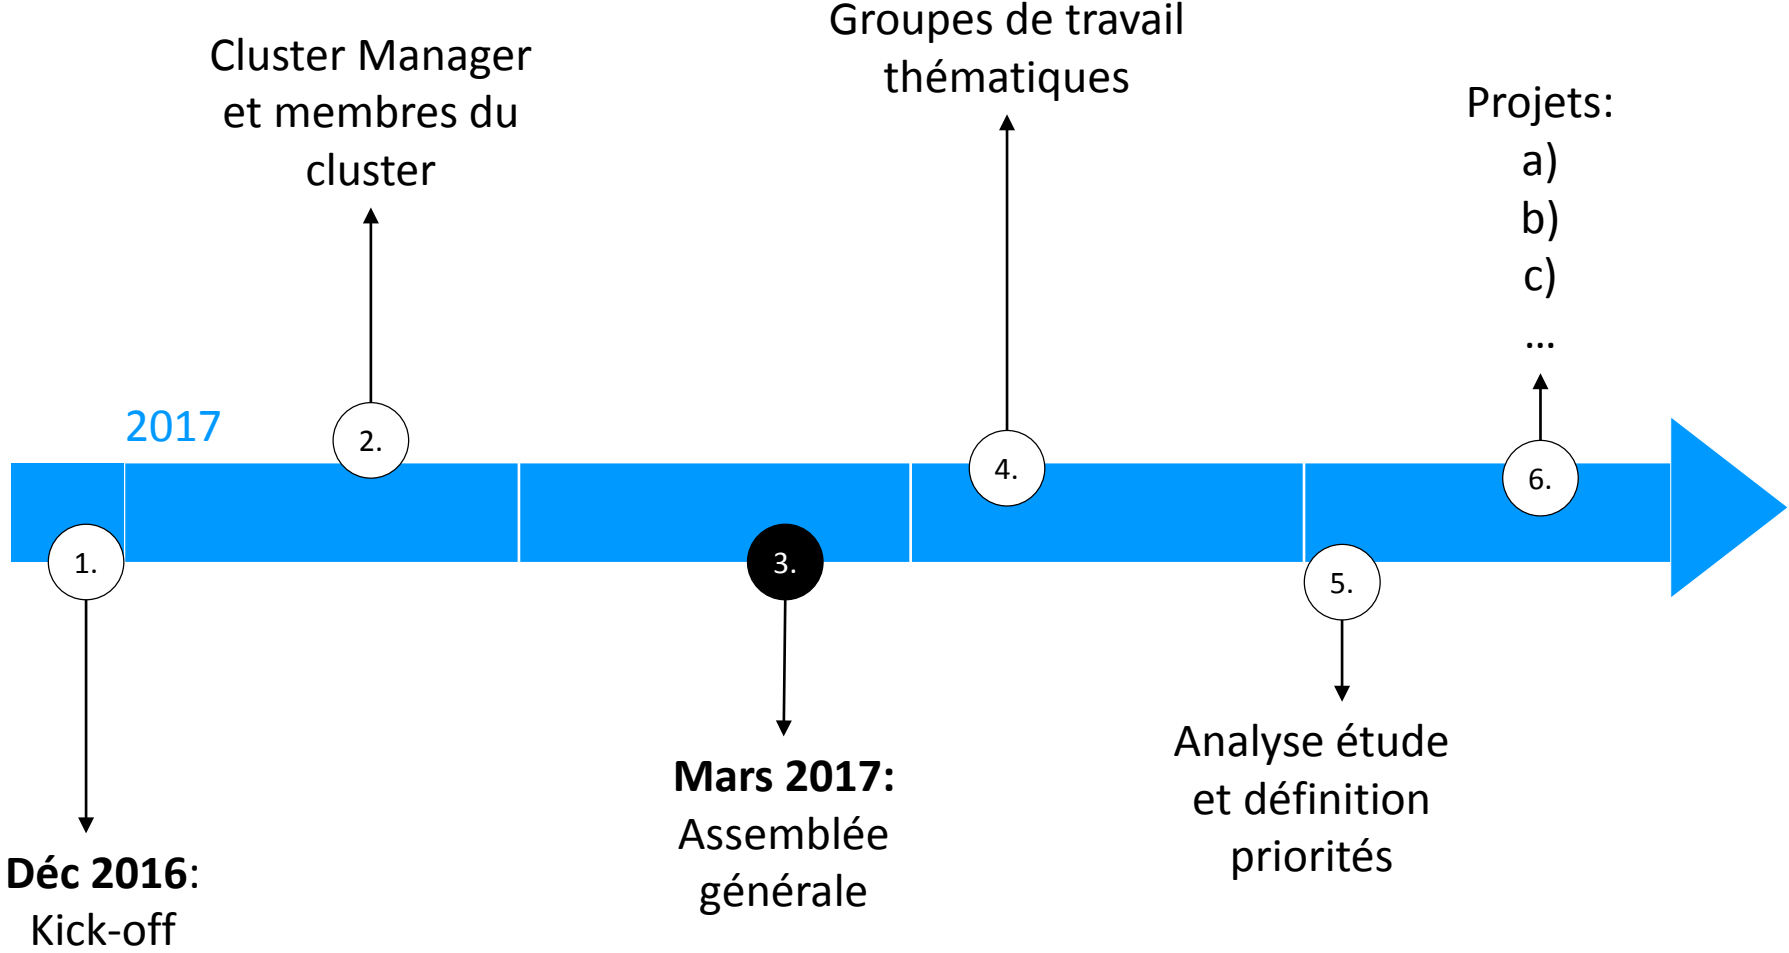 Groupes de travail
thématiques
Cluster Manager
et membres du
cluster
Projets:
a)
b)
c)
...
2017
2.
4.
6.
1.
3.
5.
Mars 2017:
Assemblée
générale
Analyse étude
et définition
priorités
Déc 2016:
Kick-off